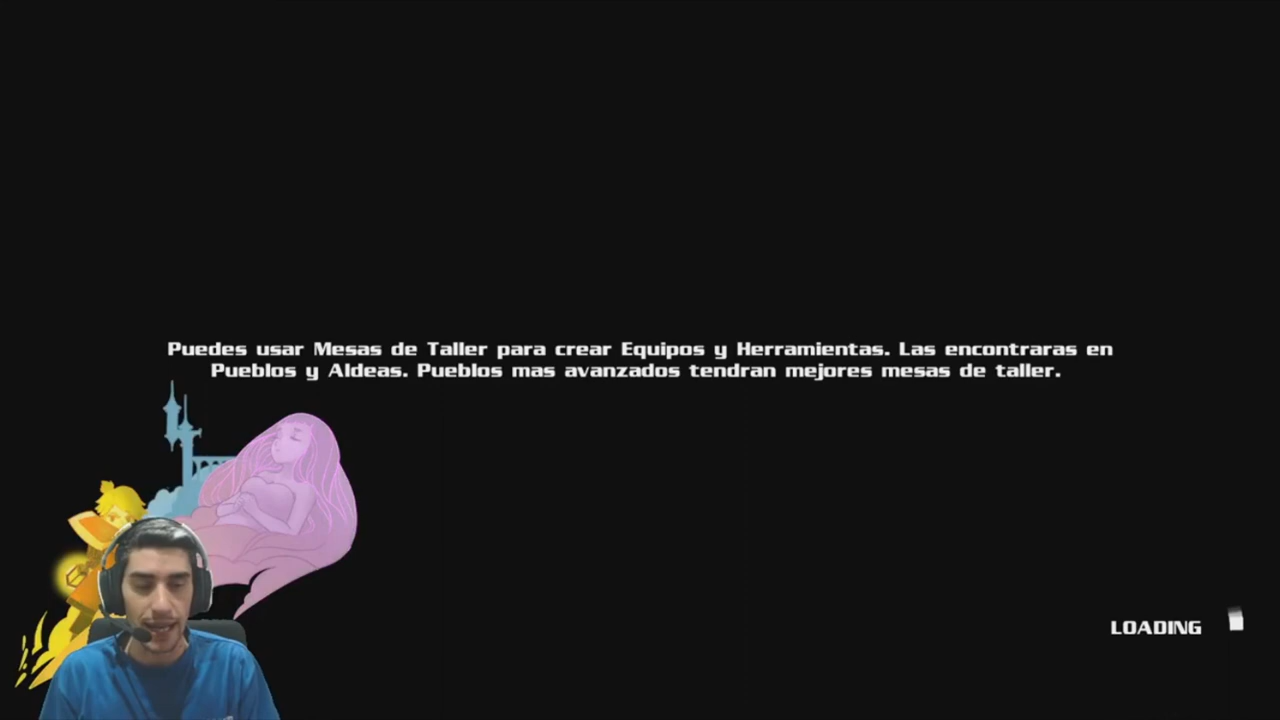 Puedes usar Mesas de Taller para crear Equipos y Herramientas. Las encontraras en
Pueblos y Aldeas. Pueblos mas avanzados tendran mejores mesas de taller.
LOADING